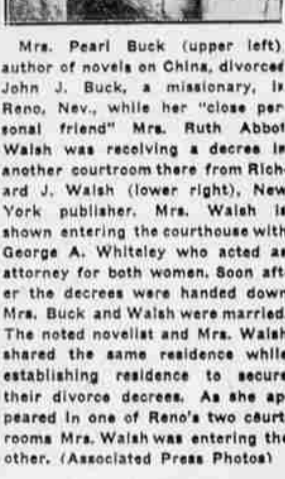 Mrs. Pearl Buck (upper left)
author of novels on China, divorced
John J. Buck, a missionary, in
Reno, Nev., while her "close per
sonal friend" Mrs. Ruth Abbot
Walsh was receiving a decree in
another courtroom there from Rich
ard J. Walsh (lower right), New
York publisher. Mrs. Walsh is
shown entering the courthouse with
George A. Whiteley who acted as
attorney for both women. Soon aft
er the decrees were handed down
Mrs. Buck and Walsh were married
The noted novelist and Mrs. Walsh
shared the same residence while
establishing residence to secure
their divorce decrees. As she ap
peared in one of Reno's two court
rooms Mrs. Walsh was entering the
other. (Associated Press Photos)